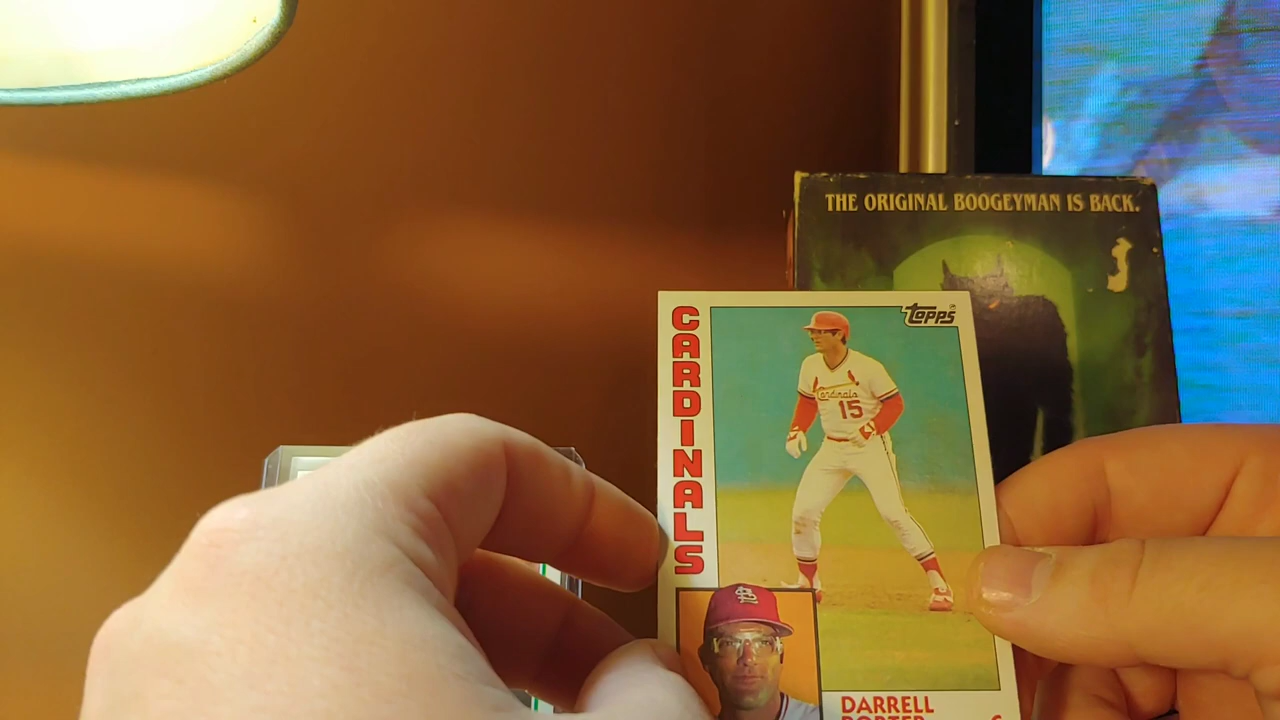 THE ORIGINAL BOOGEYMAN IS BACK.
topps
CARDINALS
Cardinals
15
DARRELL
PORTER C